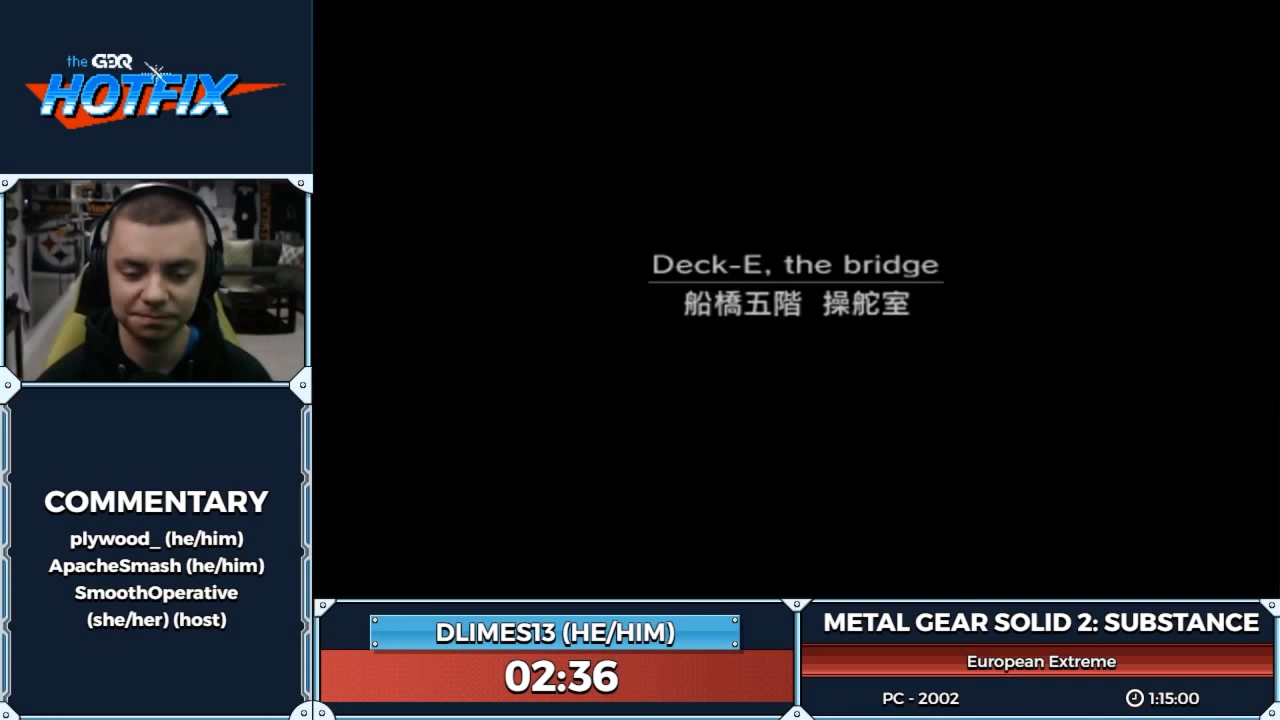 the GDQ
HOTFIX
Deck-E, the bridge
船橋五階 操舵室
COMMENTARY
plywood_ (he/him)
ApacheSmash (he/him)
SmoothOperative
(she/her) (host)
DLIMES13 (HE/HIM)
02:36
METAL GEAR SOLID 2: SUBSTANCE
European Extreme
PC - 2002
1:15:00